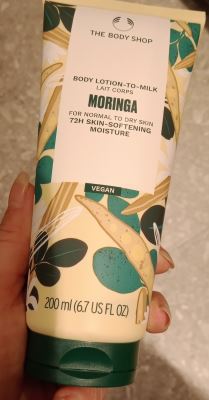 THE BODY SHOP
BODY LOTION-TO-MILK
LAIT CORPS
MORINGA
FOR NORMAL TO DRY SKIN
72H SKIN-SOFTENING
MOISTURE
VEGAN
200 ml (6.7 US FL OZ)